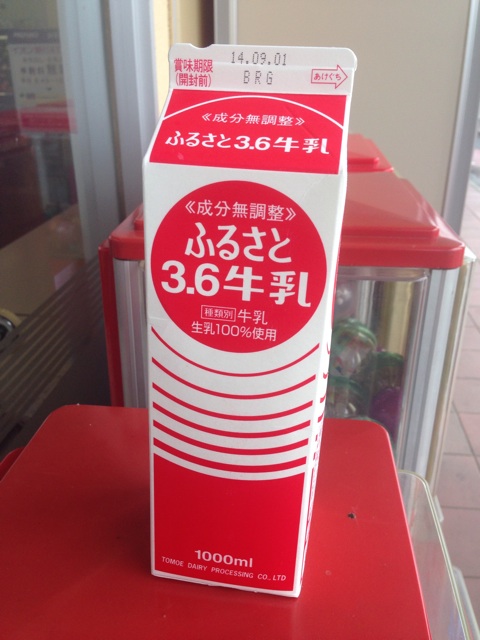 賞味期限
(開封前)
14.09.01
BRG
あけぐち
《成分無調整》
ふるさと3.6牛乳
《成分無調整》
ふるさと
3.6牛乳
種類別 牛乳
生乳100%使用
1000ml
TOMOE DAIRY PROCESSING CO.,LTD